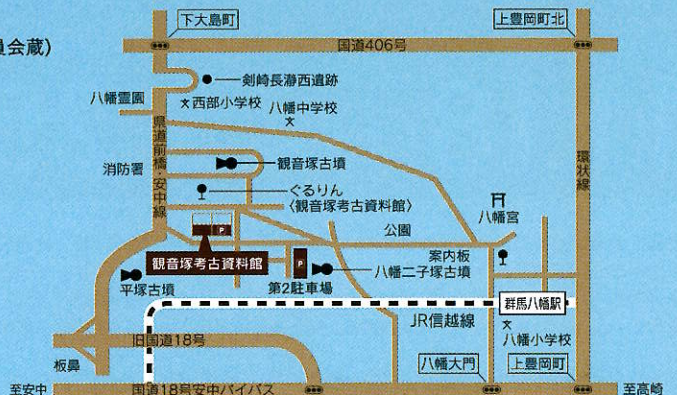 下大島町
上豊岡町北
員会蔵)
国道406号
剣崎長瀞西遺跡
八幡霊園
西部小学校
八幡中学校
県道前橋・安中線
環状線
消防署
観音塚古墳
ぐるりん
〈観音塚考古資料館〉
八幡宮
P
公園
観音塚考古資料館
P
案内板
平塚古墳
第2駐車場
八幡二子塚古墳
群馬八幡駅
JR信越線
旧国道18号
八幡小学校
板鼻
八幡大門
上豊岡町
至安中
国道18号安中バイパス
至高崎